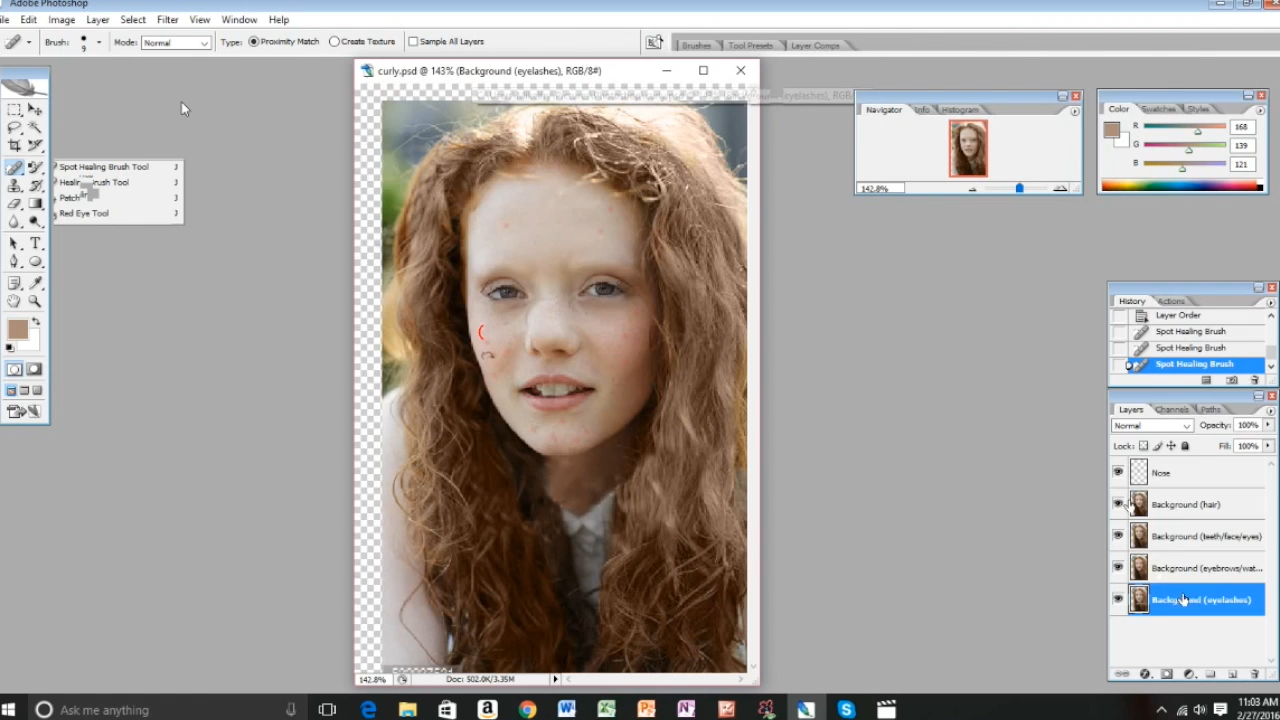 Adobe Photoshop
Edit Image Layer Select Filter View Window Help
Brush: 9 Mode: Normal Type: Proximity Match Create Texture Sample All Layers
Brushes Tool Presets Layer Comps
curly.psd @ 143% (Background (eyelashes), RGB/8#)
Navigator Info Histogram
142.8%
Color Swatches Styles
R 168
G 139
B 121
Spot Healing Brush Tool J
Brush Tool J
Patch
Red Eye Tool J
History Actions
Layer Order
Spot Healing Brush
Spot Healing Brush
Spot Healing Brush
Layers Channels Paths
Normal Opacity: 100%
Lock: Fill: 100%
Nose
Background (hair)
Background (teeth/face/eyes)
Background (eyebrows/wat...
(eyelashes)
142.8% Doc: 502.0K/3.35M
Ask me anything
11:03 AM
2/27/2016